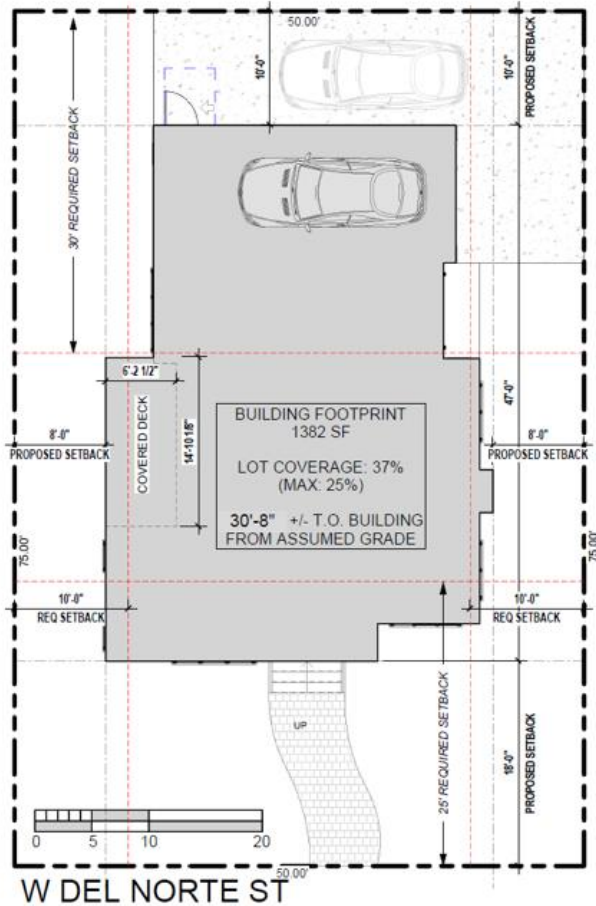 50.00'
10'-0"
10'-0"
PROPOSED SETBACK
30' REQUIRED SETBACK
6'-2 1/2"
COVERED DECK
14'-10 1/8"
47'-0"
BUILDING FOOTPRINT
1382 SF
LOT COVERAGE: 37%
(MAX: 25%)
30'-8" +/- T.O. BUILDING
FROM ASSUMED GRADE
8'-0"
PROPOSED SETBACK
8'-0"
PROPOSED SETBACK
75.00'
75.00'
10'-0"
REQ SETBACK
10'-0"
REQ SETBACK
25' REQUIRED SETBACK
18'-0"
PROPOSED SETBACK
UP
0 5 10 20
50.00'
W DEL NORTE ST